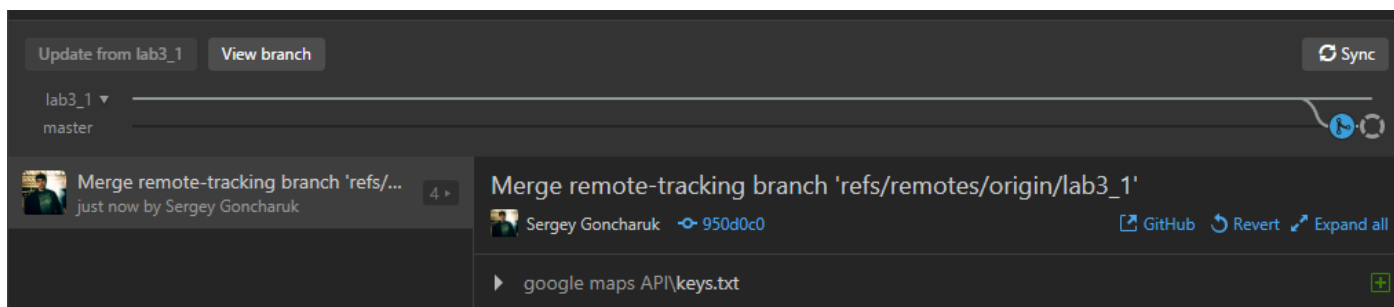 Update from lab3_1 View branch Sync
lab3_1
master
Merge remote-tracking branch 'refs/...
just now by Sergey Goncharuk
4
Merge remote-tracking branch 'refs/remotes/origin/lab3_1'
Sergey Goncharuk 950d0c0 GitHub Revert Expand all
google maps API\keys.txt